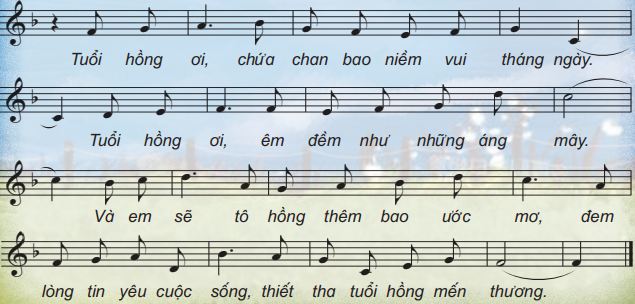 Tuổi hồng ơi, chứa chan bao niềm vui tháng ngày.
Tuổi hồng ơi, êm đềm như những áng mây.
Và em sẽ tô hồng thêm bao ước mơ, đem
lòng tin yêu cuộc sống, thiết tha tuổi hồng mến thương.